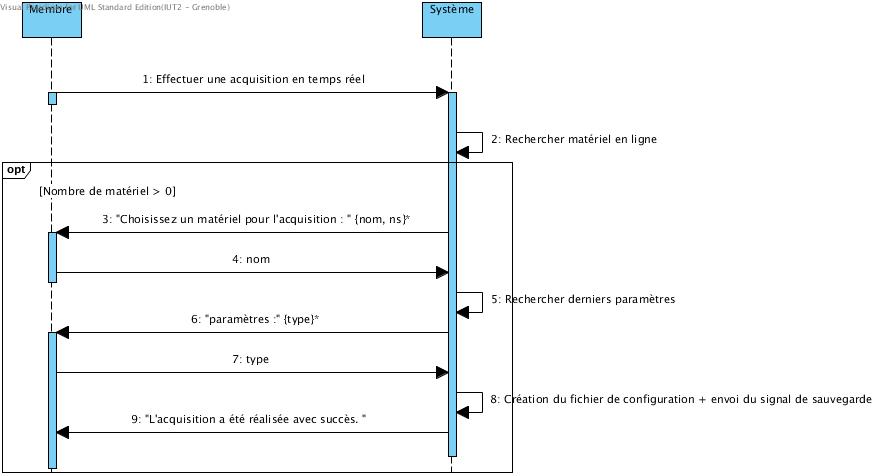 Visual UML Standard Edition(IUT2 - Grenoble)
Membre
Système
1: Effectuer une acquisition en temps réel
2: Rechercher matériel en ligne
opt
[Nombre de matériel > 0]
3: "Choisissez un matériel pour l'acquisition : " {nom, ns}*
4: nom
5: Rechercher derniers paramètres
6: "paramètres :" {type}*
7: type
8: Création du fichier de configuration + envoi du signal de sauvegarde
9: "L'acquisition a été réalisée avec succès. "